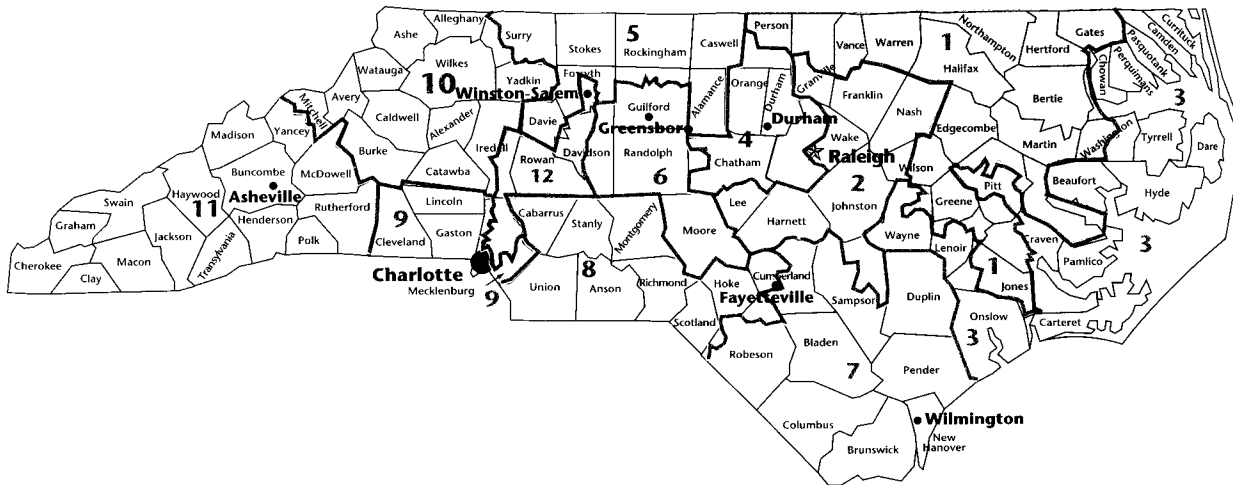 Alleghany
Ashe
Surry
Stokes
5
Rockingham
Caswell
Person
Vance
Warren
1
Northampton
Hertford
Gates
Currituck
Camden
Pasquotank
Perquimans
Chowan
3
Watauga
Wilkes
10
Yadkin
Forsyth
Winston-Salem
Guilford
Greensboro
Alamance
Orange
Durham
Durham
Granville
Franklin
Halifax
Nash
Bertie
Mitchell
Avery
Caldwell
Alexander
Iredell
Davie
Davidson
Randolph
6
4
Chatham
Wake
Raleigh
Edgecombe
Martin
Washington
Tyrrell
Dare
Madison
Yancey
Burke
McDowell
Catawba
Rowan
12
Wilson
2
Johnston
Pitt
Greene
Beaufort
Hyde
Buncombe
Asheville
Haywood
11
Swain
Graham
Jackson
Henderson
Transylvania
Polk
Rutherford
9
Cleveland
Lincoln
Gaston
Cabarrus
Stanly
Montgomery
Moore
Lee
Harnett
Wayne
Lenoir
Craven
Pamlico
3
Cherokee
Clay
Macon
Charlotte
Mecklenburg
9
Union
8
Anson
Richmond
Hoke
Cumberland
Fayetteville
Sampson
Duplin
1
Jones
Onslow
3
Carteret
Scotland
Robeson
Bladen
7
Pender
Columbus
Brunswick
Wilmington
New
Hanover